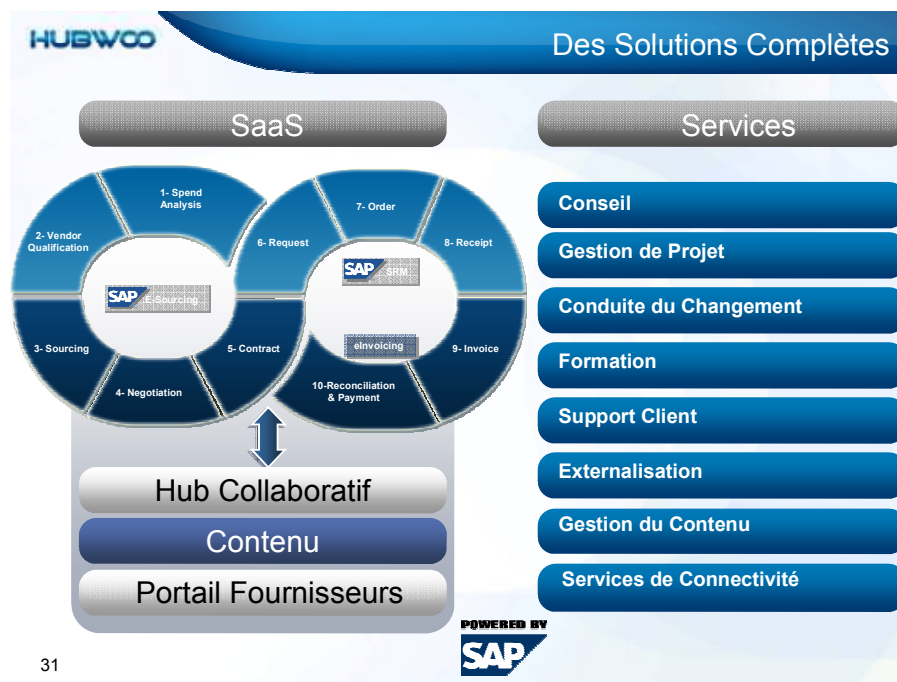 HUBWOO
Des Solutions Complètes
SaaS
Services
1- Spend
Analysis
2- Vendor
Qualification
3- Sourcing
4- Negotiation
5- Contract
6- Request
7- Order
8- Receipt
9- Invoice
10-Reconciliation
& Payment
SAP E-Sourcing
SAP SRM
eInvoicing
Hub Collaboratif
Contenu
Portail Fournisseurs
Conseil
Gestion de Projet
Conduite du Changement
Formation
Support Client
Externalisation
Gestion du Contenu
Services de Connectivité
POWERED BY
SAP
31